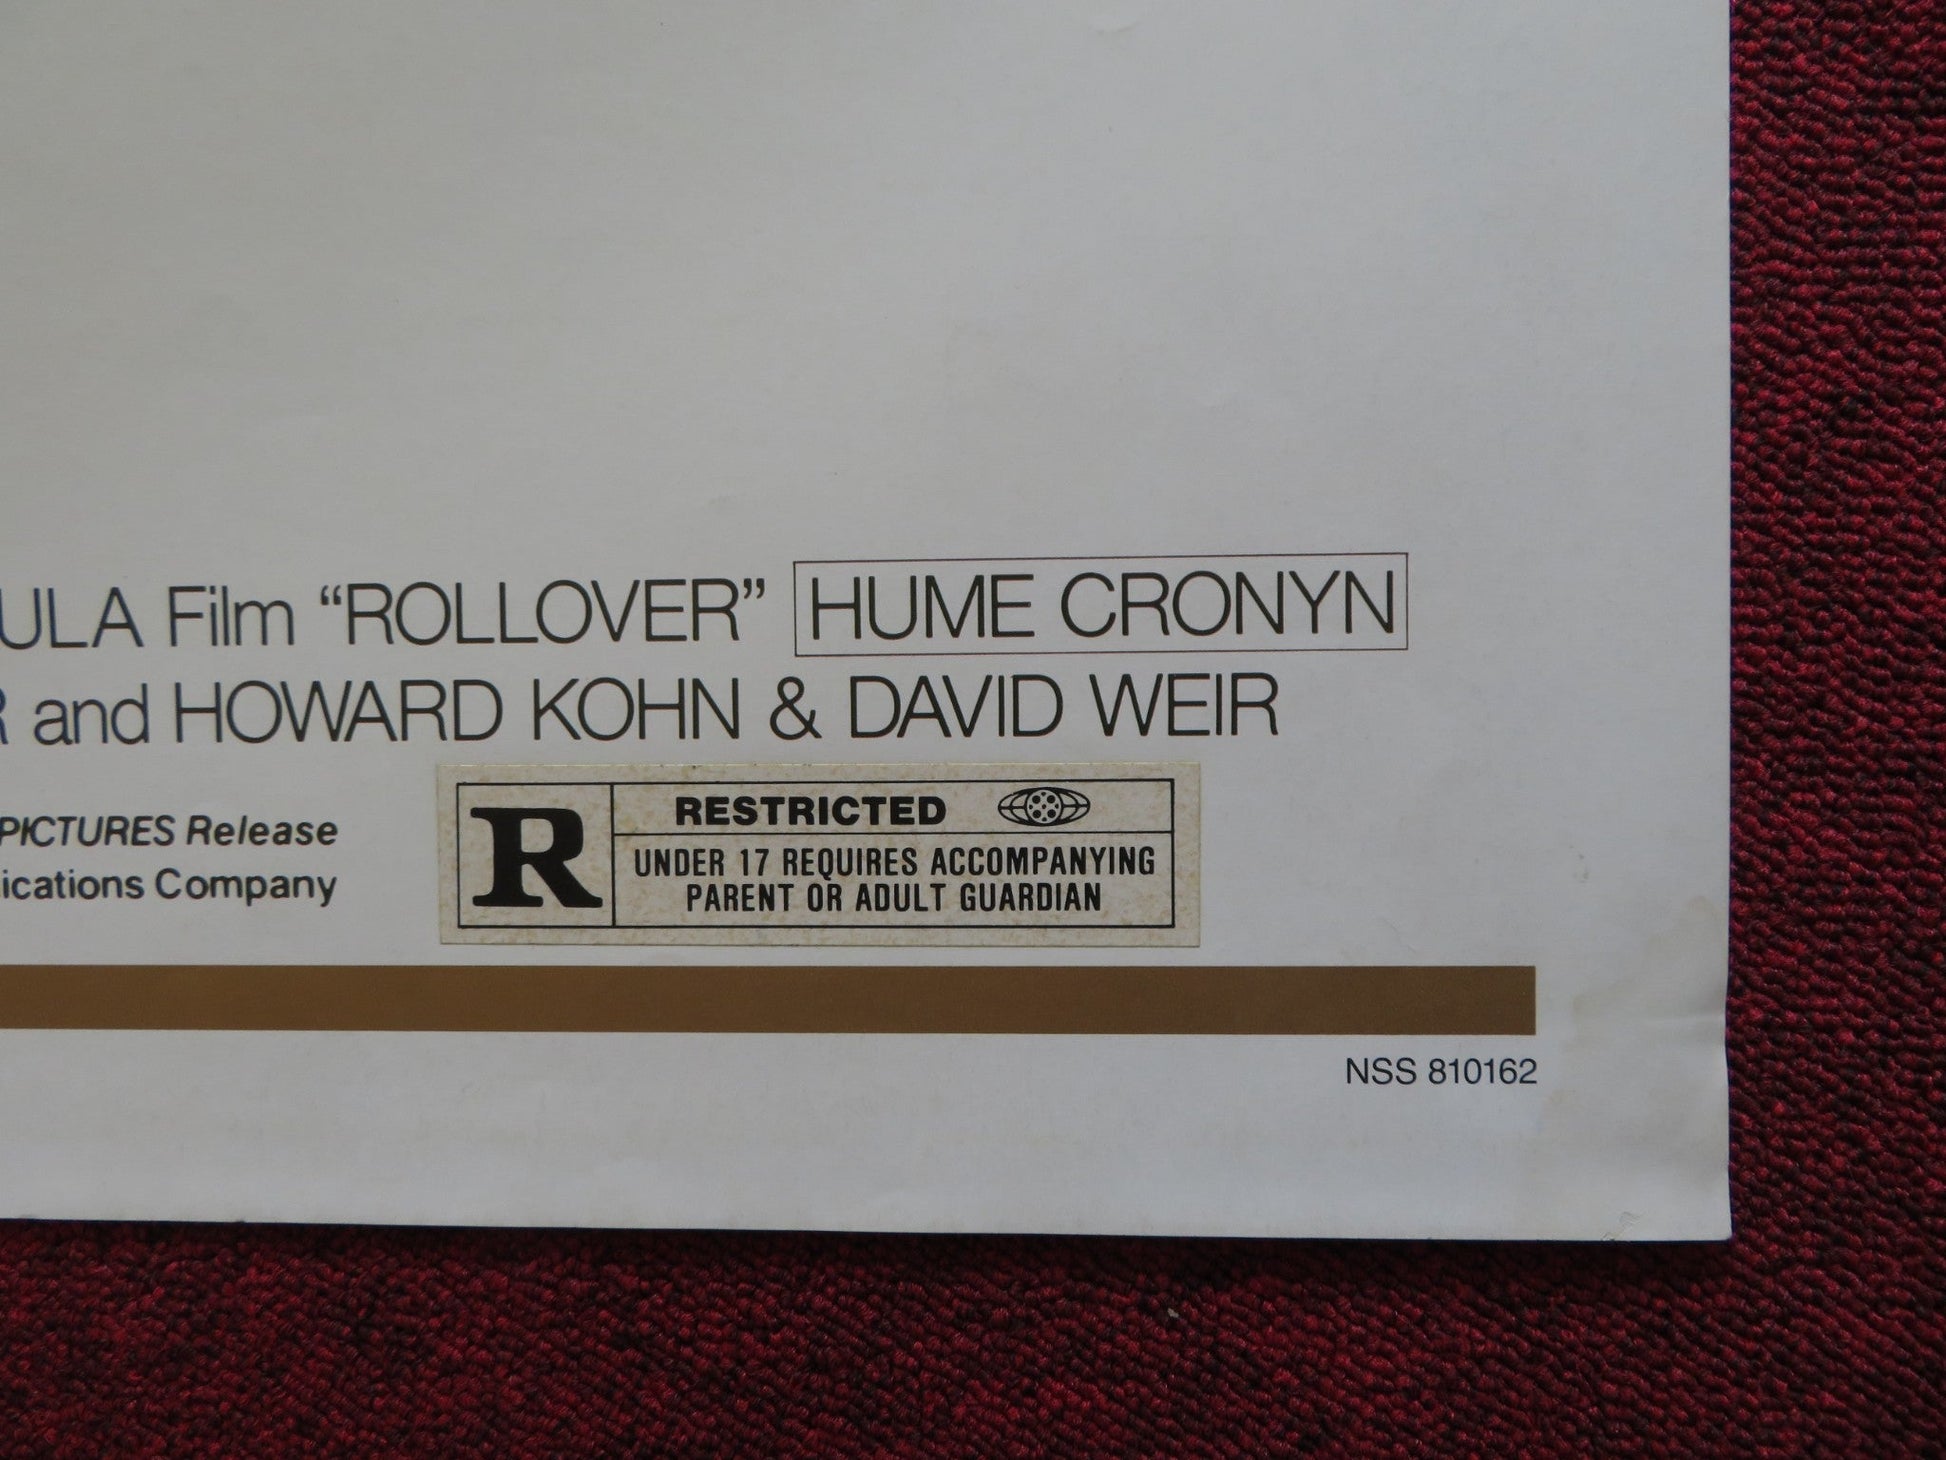 ULA Film “ROLLOVER” HUME CRONYN
R and HOWARD KOHN & DAVID WEIR
PICTURES Release
ications Company
R
RESTRICTED
UNDER 17 REQUIRES ACCOMPANYING
PARENT OR ADULT GUARDIAN
NSS 810162